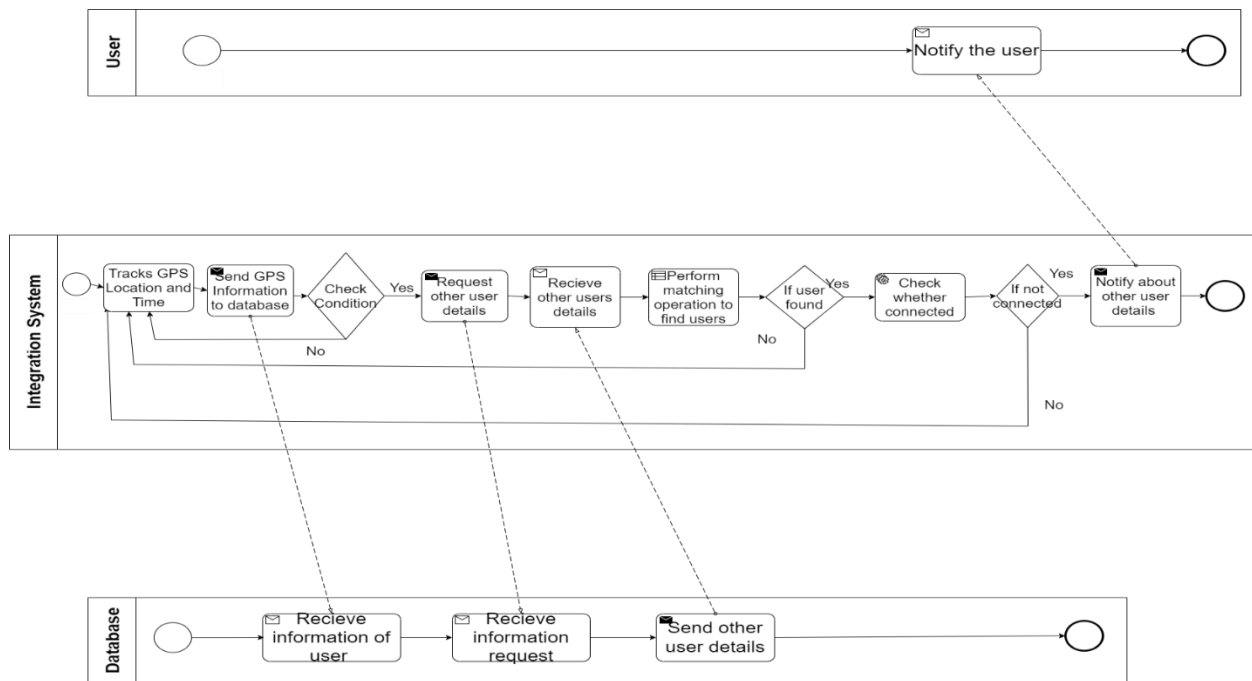 User
Notify the user
Integration System
Tracks GPS
Location and
Time
Send GPS
Information
to database
Check
Condition
Yes
No
Request
other user
details
Recieve
other users
details
Perform
matching
operation to
find users
If user
found
Yes
No
Check
whether
connected
If not
connected
Yes
No
Notify about
other user
details
Database
Recieve
information of
user
Recieve
information
request
Send other
user details